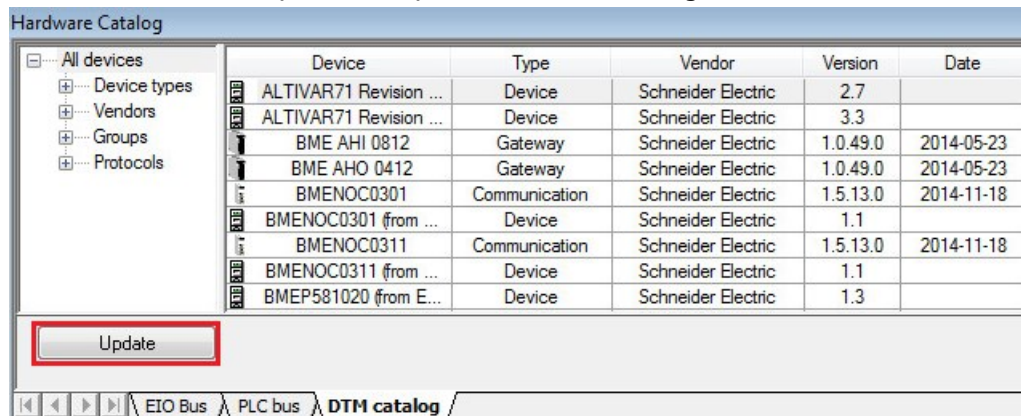 Hardware Catalog
All devices
Device types
Vendors
Groups
Protocols
Device Type Vendor Version Date
ALTIVAR71 Revision ... Device Schneider Electric 2.7
ALTIVAR71 Revision ... Device Schneider Electric 3.3
BME AHI 0812 Gateway Schneider Electric 1.0.49.0 2014-05-23
BME AHO 0412 Gateway Schneider Electric 1.0.49.0 2014-05-23
BMENOC0301 Communication Schneider Electric 1.5.13.0 2014-11-18
BMENOC0301 (from ... Device Schneider Electric 1.1
BMENOC0311 Communication Schneider Electric 1.5.13.0 2014-11-18
BMENOC0311 (from ... Device Schneider Electric 1.1
BMEP581020 (from E... Device Schneider Electric 1.3
Update
EIO Bus PLC bus DTM catalog